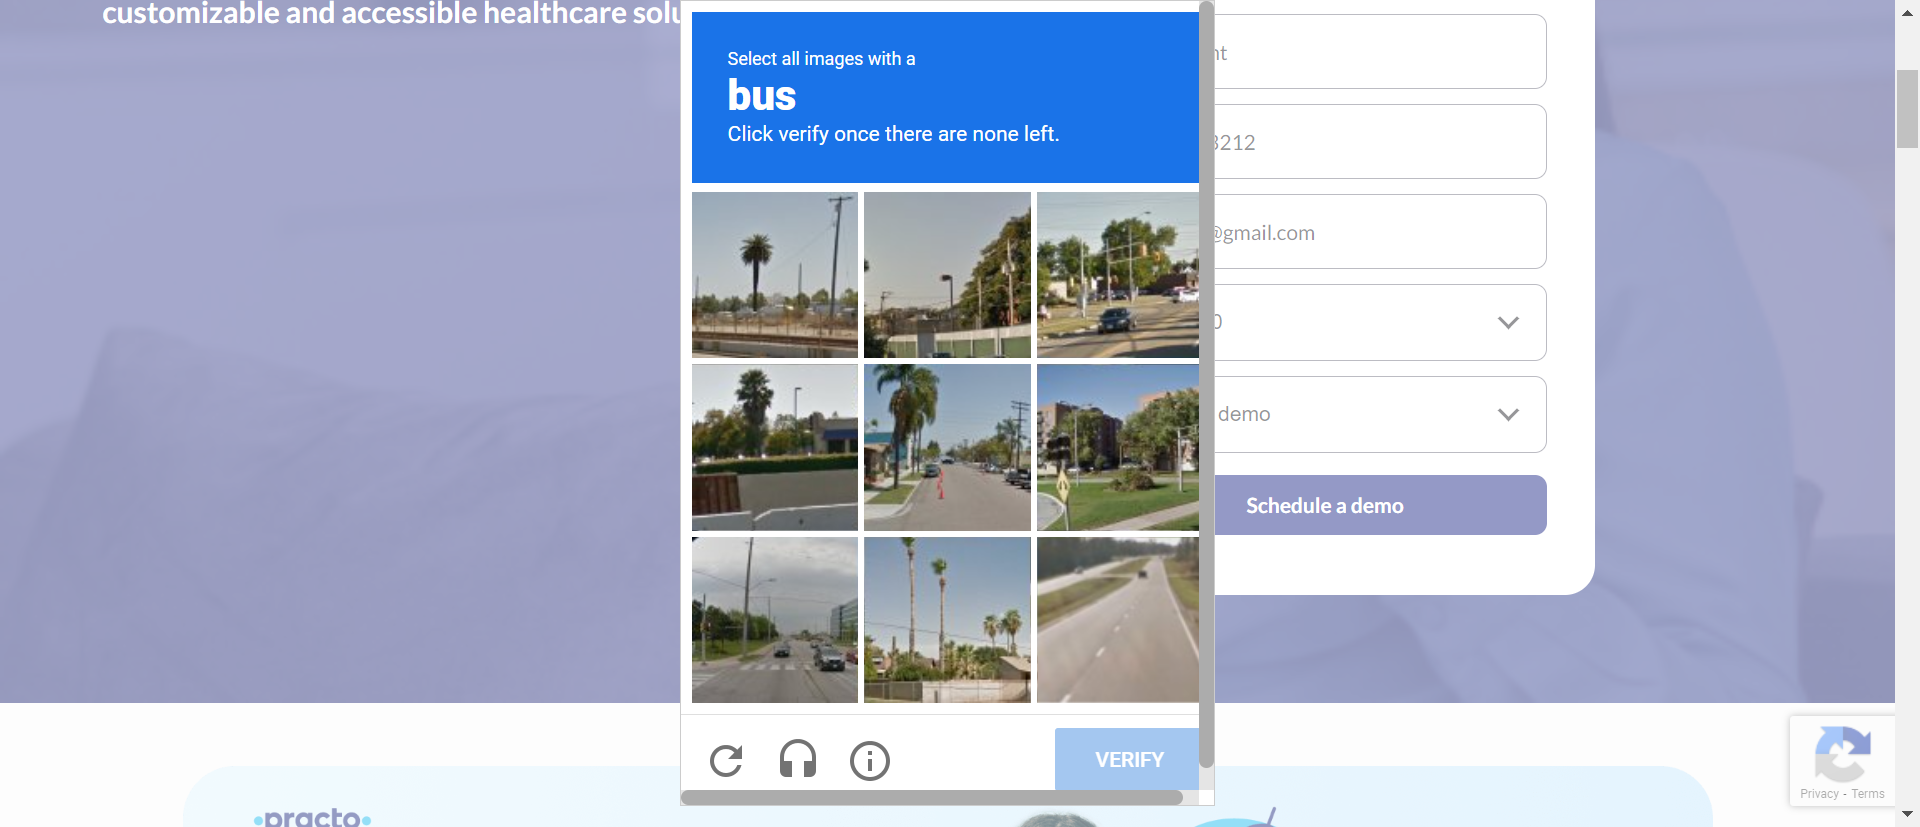 customizable and accessible healthcare solu
Select all images with a
bus
Click verify once there are none left.
nt
3212
@gmail.com
0
demo
Schedule a demo
VERIFY
Privacy - Terms
practo